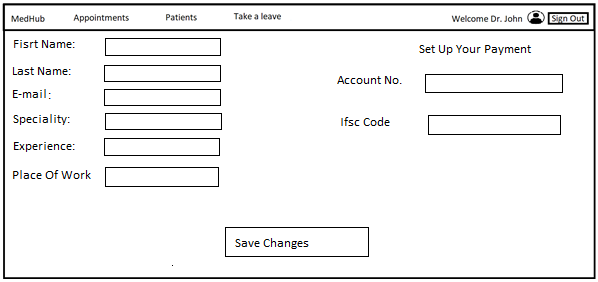 MedHub Appointments Patients Take a leave Welcome Dr. John Sign Out
Fisrt Name:
Last Name:
E-mail:
Speciality:
Experience:
Place Of Work
Set Up Your Payment
Account No.
Ifsc Code
Save Changes